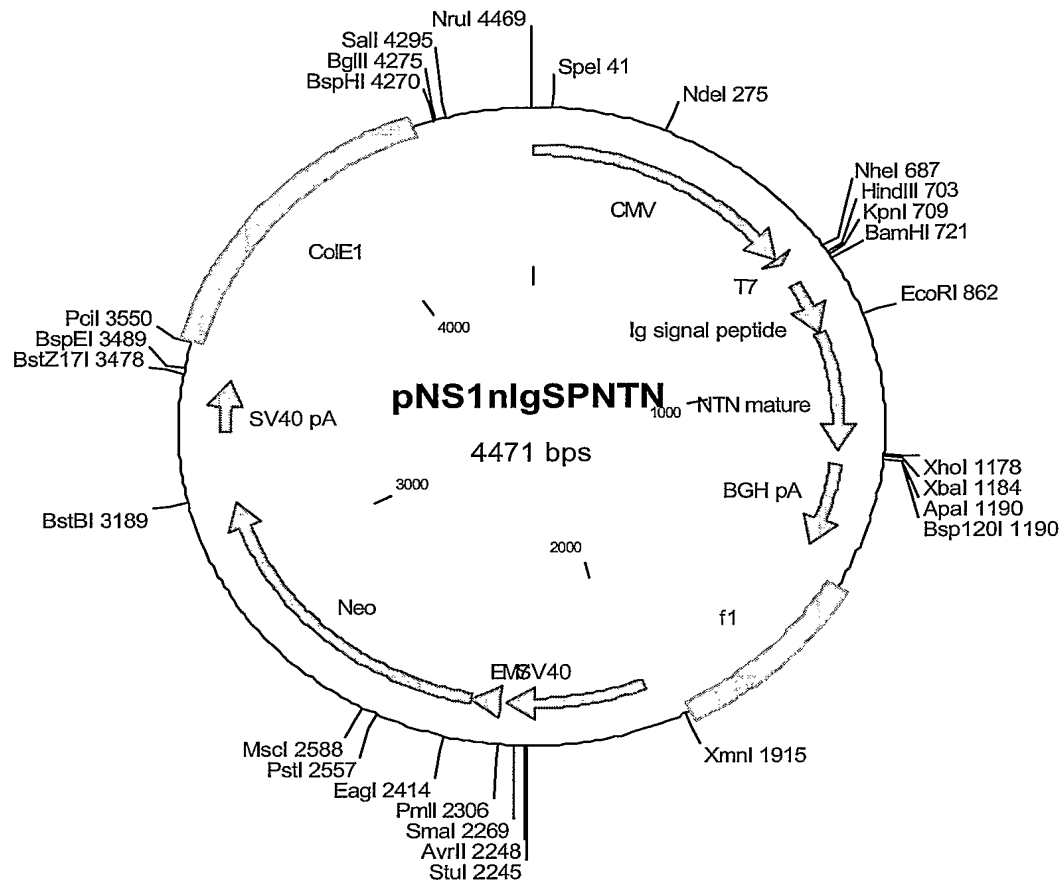 NruI 4469
SalI 4295
BglII 4275
BspHI 4270
SpeI 41
NdeI 275
NheI 687
HindIII 703
KpnI 709
BamHI 721
CMV
ColE1
T7
EcoRI 862
4000
Ig signal peptide
PciI 3550
BspEI 3489
BstZ17I 3478
pNS1nIgSPNTN
1000
NTN mature
SV40 pA
4471 bps
XhoI 1178
XbaI 1184
ApaI 1190
Bsp120I 1190
BGH pA
3000
BstBI 3189
2000
Neo
f1
EM7
SV40
XmnI 1915
MscI 2588
PstI 2557
EagI 2414
PmlI 2306
SmaI 2269
AvrII 2248
StuI 2245